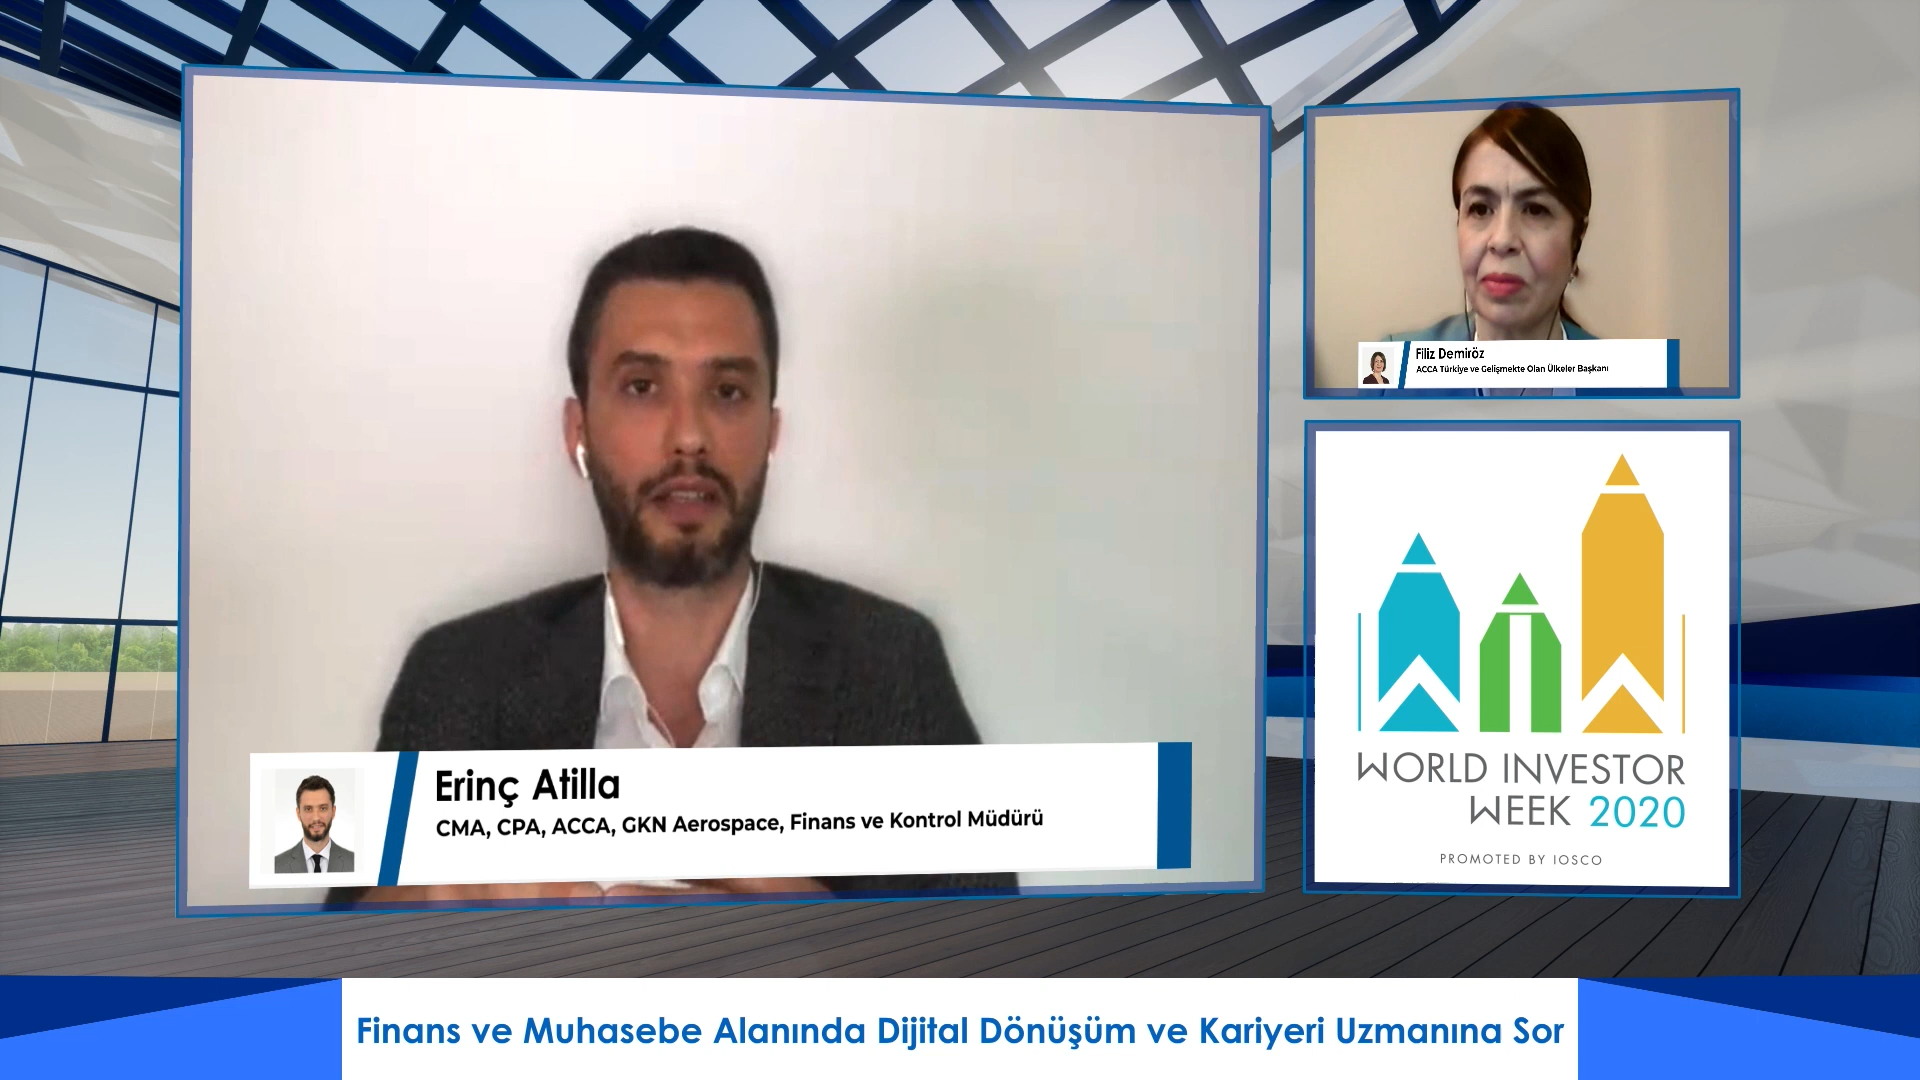 Erinç Atilla
CMA, CPA, ACCA, GKN Aerospace, Finans ve Kontrol Müdürü
Filiz Demiröz
ACCA Türkiye ve Gelişmekte Olan Ülkeler Başkanı
WORLD INVESTOR
WEEK 2020
PROMOTED BY IOSCO
Finans ve Muhasebe Alanında Dijital Dönüşüm ve Kariyeri Uzmanına Sor